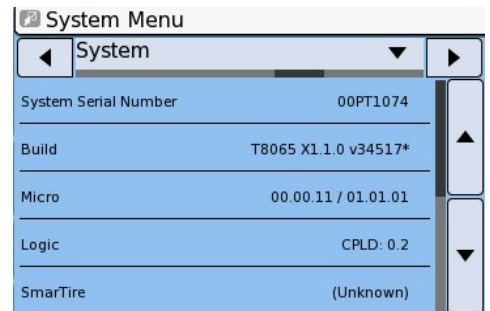 System Menu
System
System Serial Number 00PT1074
Build T8065 X1.1.0 v34517*
Micro 00.00.11 / 01.01.01
Logic CPLD: 0.2
SmarTire (Unknown)